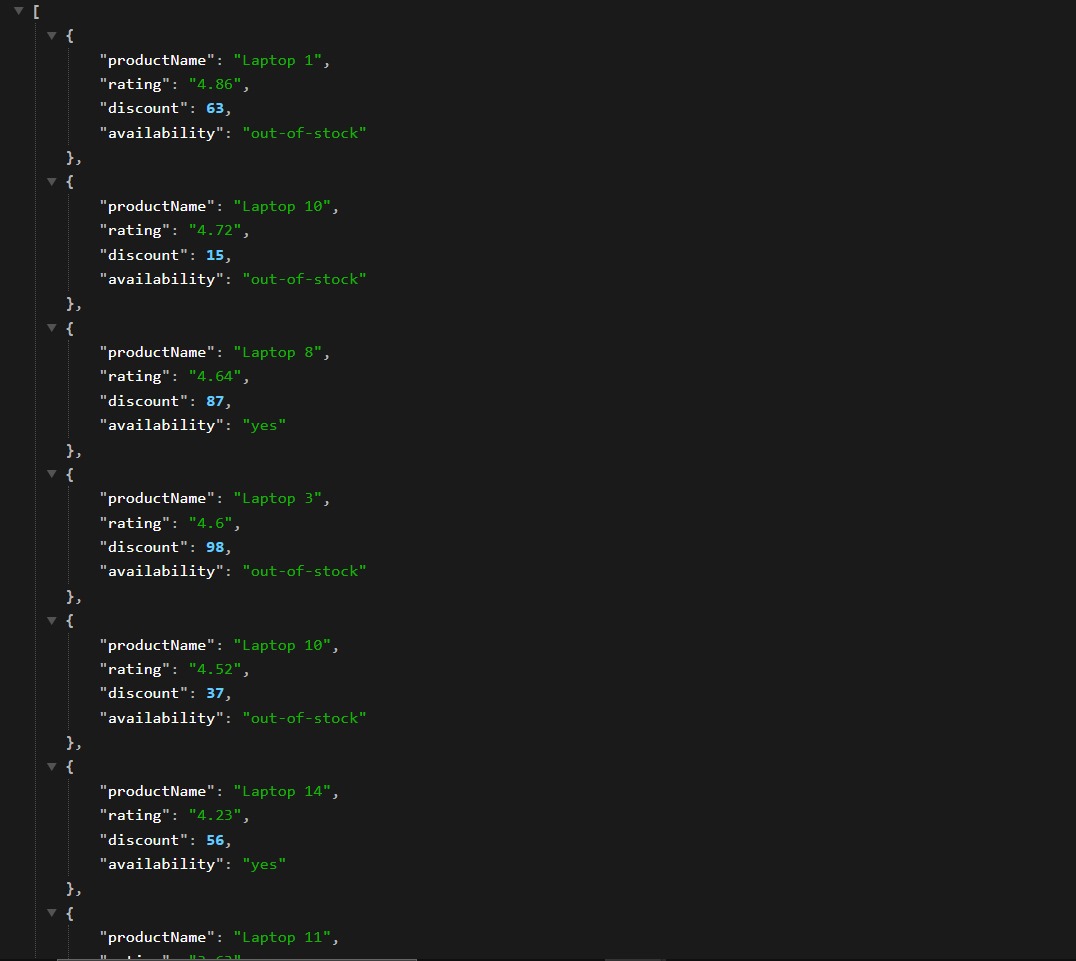 [
{
"productName": "Laptop 1",
"rating": "4.86",
"discount": 63,
"availability": "out-of-stock"
},
{
"productName": "Laptop 10",
"rating": "4.72",
"discount": 15,
"availability": "out-of-stock"
},
{
"productName": "Laptop 8",
"rating": "4.64",
"discount": 87,
"availability": "yes"
},
{
"productName": "Laptop 3",
"rating": "4.6",
"discount": 98,
"availability": "out-of-stock"
},
{
"productName": "Laptop 10",
"rating": "4.52",
"discount": 37,
"availability": "out-of-stock"
},
{
"productName": "Laptop 14",
"rating": "4.23",
"discount": 56,
"availability": "yes"
},
{
"productName": "Laptop 11",